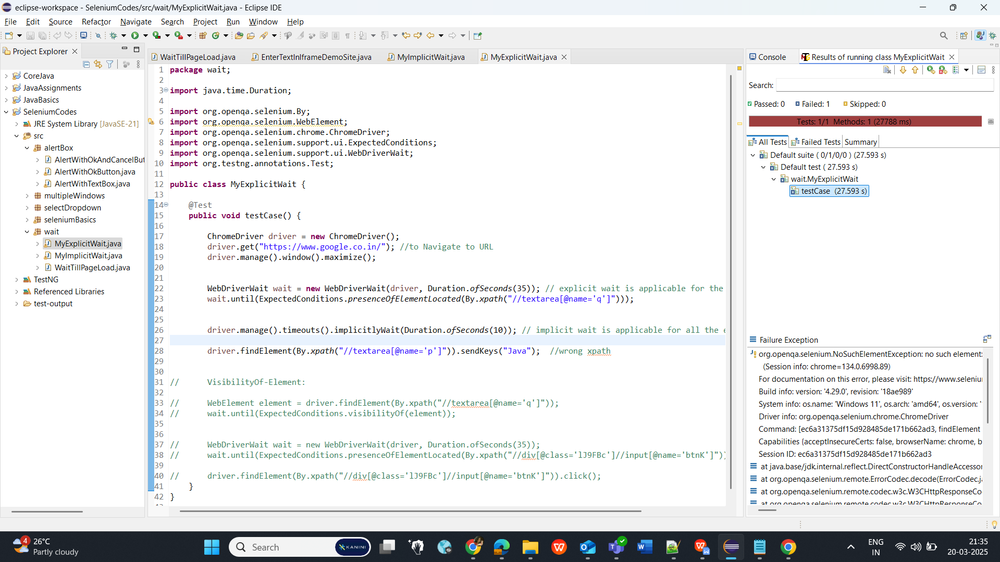 eclipse-workspace - SeleniumCodes/src/wait/MyExplicitWait.java - Eclipse IDE
File Edit Source Refactor Navigate Search Project Run Window Help
Project Explorer
CoreJava
JavaAssignments
JavaBasics
SeleniumCodes
JRE System Library [JavaSE-21]
src
alertBox
AlertWithOkAndCancelBut
AlertWithOkButton.java
AlertWithTextBox.java
multipleWindows
selectDropdown
seleniumBasics
wait
MyExplicitWait.java
MyImplicitWait.java
WaitTillPageLoad.java
TestNG
Referenced Libraries
test-output
WaitTillPageLoad.java EnterTextInIframeDemoSite.java MyImplicitWait.java MyExplicitWait.java
1 package wait;
2
3 import java.time.Duration;
4
5 import org.openqa.selenium.By;
6 import org.openqa.selenium.WebElement;
7 import org.openqa.selenium.chrome.ChromeDriver;
8 import org.openqa.selenium.support.ui.ExpectedConditions;
9 import org.openqa.selenium.support.ui.WebDriverWait;
10 import org.testng.annotations.Test;
11
12 public class MyExplicitWait {
13
14 @Test
15 public void testCase() {
16
17 ChromeDriver driver = new ChromeDriver();
18 driver.get("https://www.google.co.in/"); //to Navigate to URL
19 driver.manage().window().maximize();
20
21
22 WebDriverWait wait = new WebDriverWait(driver, Duration.ofSeconds(35)); // explicit wait is applicable for the
23 wait.until(ExpectedConditions.presenceOfElementLocated(By.xpath("//textarea[@name='q']")));
24
25
26 driver.manage().timeouts().implicitlyWait(Duration.ofSeconds(10)); // implicit wait is applicable for all the e
27
28 driver.findElement(By.xpath("//textarea[@name='p']")).sendKeys("Java"); //wrong xpath
29
30
31 // VisibilityOf-Element:
32
33 // WebElement element = driver.findElement(By.xpath("//textarea[@name='q']"));
34 // wait.until(ExpectedConditions.visibilityOf(element));
35
36
37 // WebDriverWait wait = new WebDriverWait(driver, Duration.ofSeconds(35));
38 // wait.until(ExpectedConditions.presenceOfElementLocated(By.xpath("//div[@class='lJ9FBc']//input[@name='btnK']"))
39
40 // driver.findElement(By.xpath("//div[@class='lJ9FBc']//input[@name='btnK']")).click();
41 }
42 }
Console Results of running class MyExplicitWait
Search:
Passed: 0 Failed: 1 Skipped: 0
Tests: 1/1 Methods: 1 (27788 ms)
All Tests Failed Tests Summary
Default suite ( 0/1/0/0 ) (27.593 s)
Default test ( 27.593 s)
wait.MyExplicitWait
testCase (27.593 s)
Failure Exception
org.openqa.selenium.NoSuchElementException: no such element:
(Session info: chrome=134.0.6998.89)
For documentation on this error, please visit: https://www.seleniu
Build info: version: '4.29.0', revision: '18ae989'
System info: os.name: 'Windows 11', os.arch: 'amd64', os.version: '
Driver info: org.openqa.selenium.chrome.ChromeDriver
Command: [ec6a31375df15d928485de171b662ad3, findElement
Capabilities {acceptInsecureCerts: false, browserName: chrome, b
Session ID: ec6a31375df15d928485de171b662ad3
at java.base/jdk.internal.reflect.DirectConstructorHandleAccessor
at org.openqa.selenium.remote.ErrorCodec.decode(ErrorCodec.ja
at org.openqa.selenium.remote.codec.w3c.W3CHttpResponseCo
at org.openqa.selenium.remote.codec.w3c.W3CHttpResponseCo
4
26°C
Partly cloudy
Search
KANINI
ENG
IN
21:35
20-03-2025